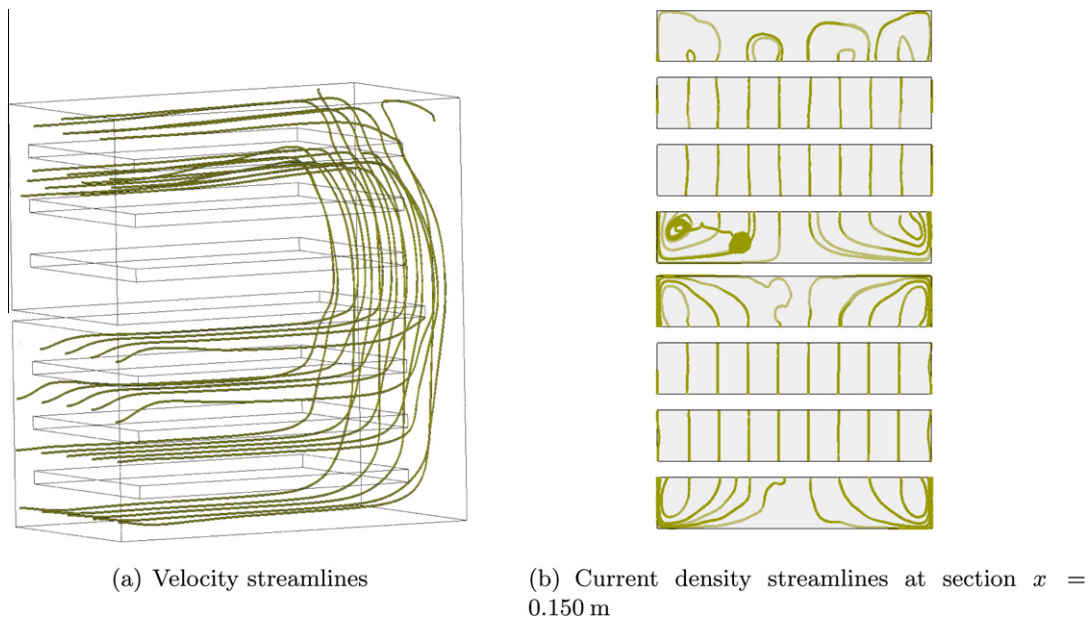 (a) Velocity streamlines
(b) Current density streamlines at section x =
0.150 m